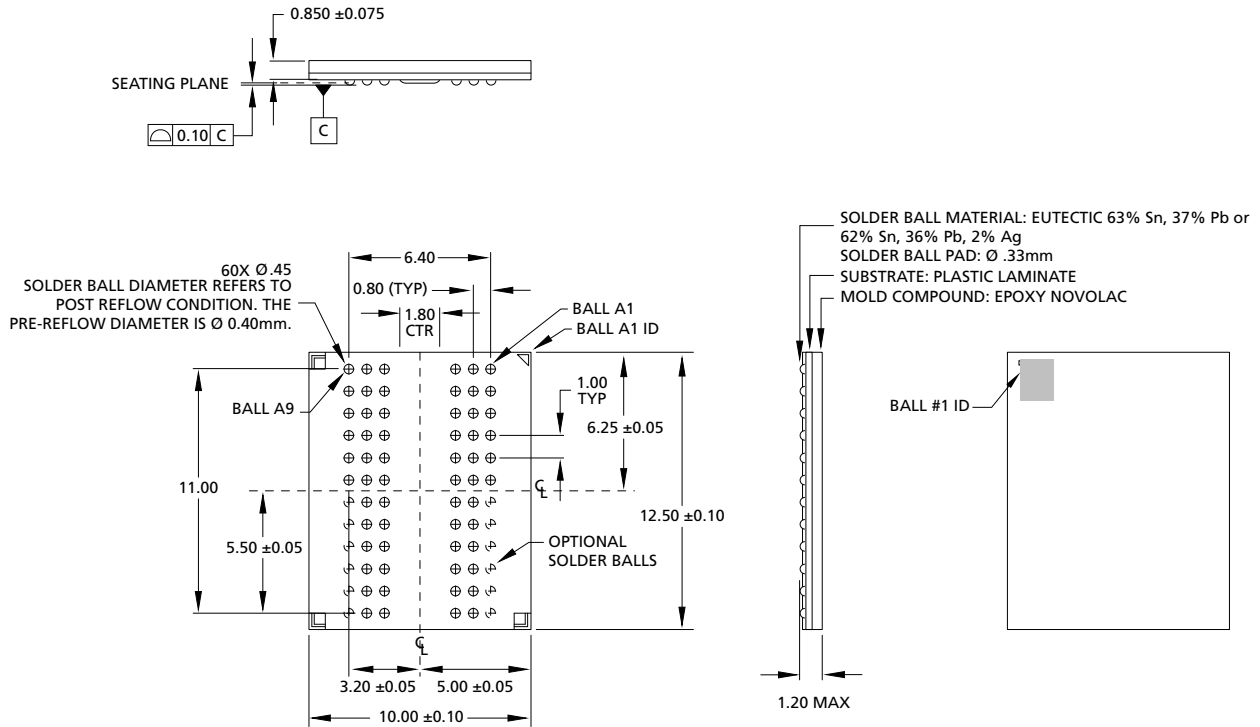 0.850 ±0.075
SEATING PLANE
0.10 C
C
SOLDER BALL MATERIAL: EUTECTIC 63% Sn, 37% Pb or
62% Sn, 36% Pb, 2% Ag
SOLDER BALL PAD: Ø .33mm
SUBSTRATE: PLASTIC LAMINATE
MOLD COMPOUND: EPOXY NOVOLAC
60X Ø.45
SOLDER BALL DIAMETER REFERS TO
POST REFLOW CONDITION. THE
PRE-REFLOW DIAMETER IS Ø 0.40mm.
6.40
0.80 (TYP)
1.80
CTR
BALL A1
BALL A1 ID
BALL A9
1.00
TYP
6.25 ±0.05
BALL #1 ID
11.00
CL
12.50 ±0.10
5.50 ±0.05
OPTIONAL
SOLDER BALLS
CL
3.20 ±0.05
5.00 ±0.05
10.00 ±0.10
1.20 MAX